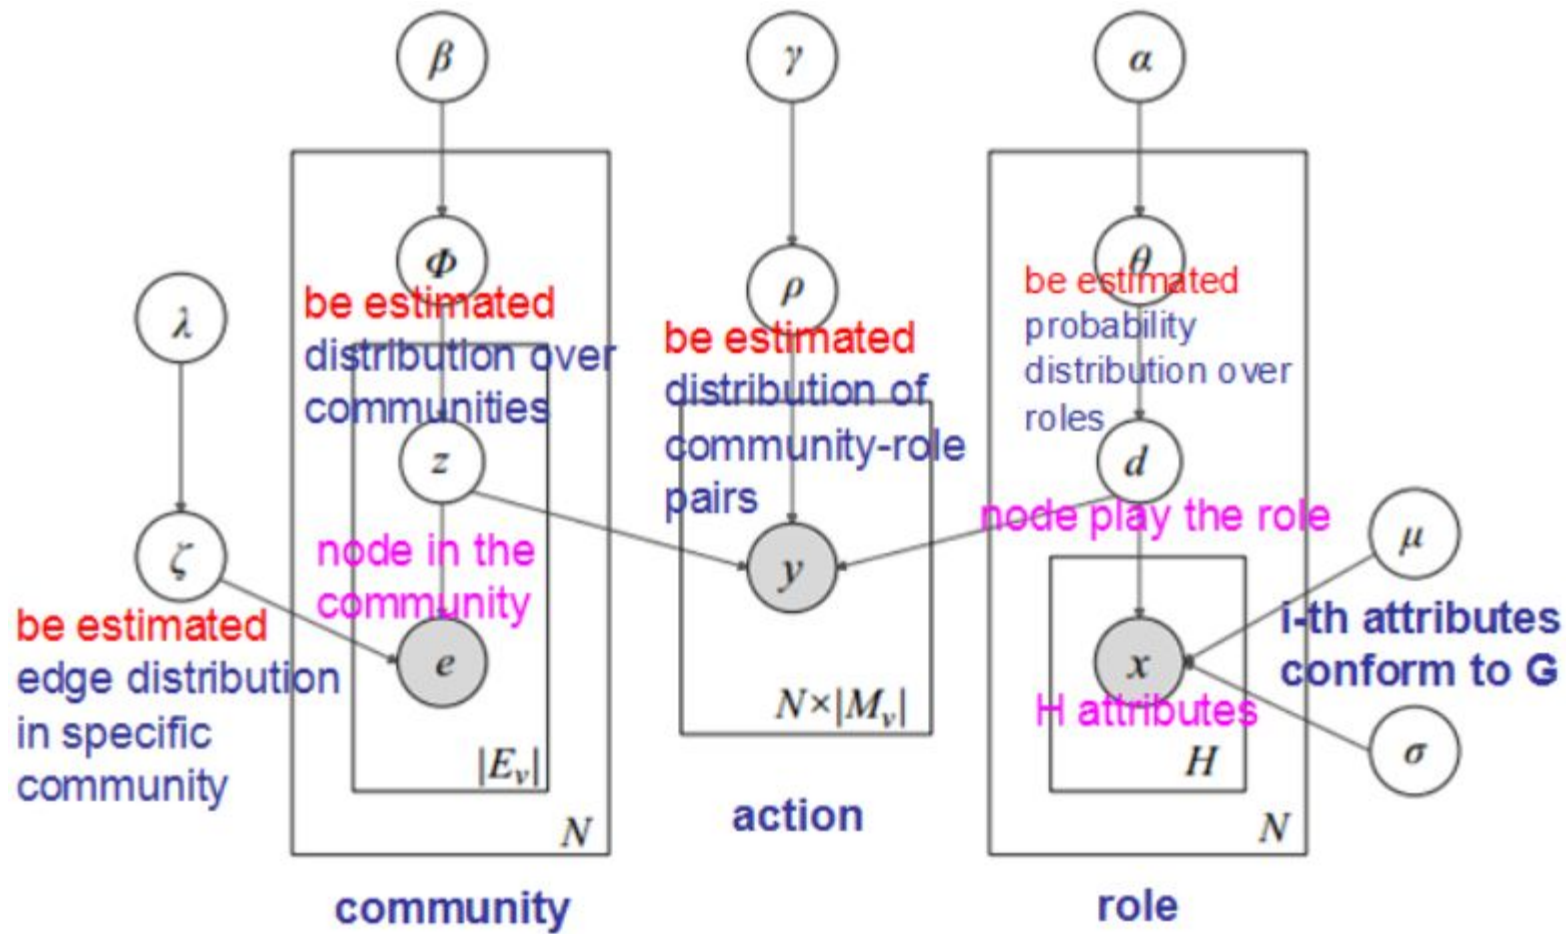 β
γ
α
Φ
θ
be estimated
distribution over
communities
λ
ρ
be estimated
distribution of
community-role
pairs
be estimated
probability
distribution over
roles
z
d
node in the
community
node play the role
ζ
y
μ
be estimated
edge distribution
in specific
community
e
x
i-th attributes
conform to G
H attributes
σ
|E_v|
N×|M_v|
H
N
N
action
community
role